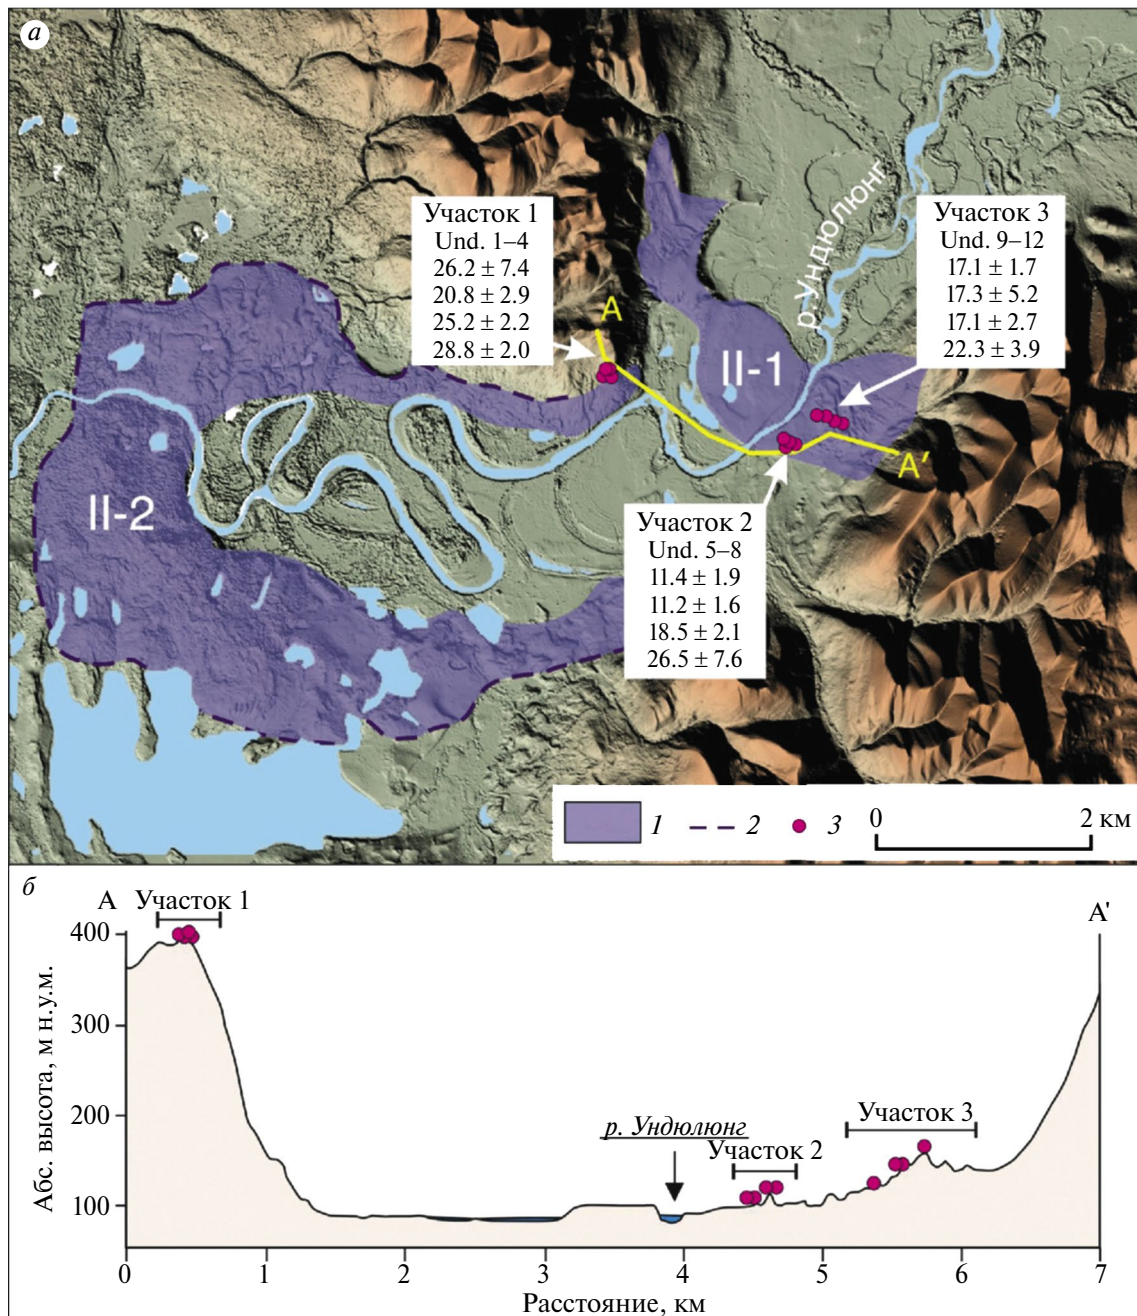 а
р. Ундюлюнг
Участок 1
Und. 1–4
26.2 ± 7.4
20.8 ± 2.9
25.2 ± 2.2
28.8 ± 2.0
Участок 3
Und. 9–12
17.1 ± 1.7
17.3 ± 5.2
17.1 ± 2.7
22.3 ± 3.9
A
II-1
A'
II-2
Участок 2
Und. 5–8
11.4 ± 1.9
11.2 ± 1.6
18.5 ± 2.1
26.5 ± 7.6
1 2 3
0 2 км
б
A Участок 1 A'
400
300
200
100
Абс. высота, м н.у.м.
р. Ундюлюнг
Участок 2
Участок 3
0 1 2 3 4 5 6 7
Расстояние, км